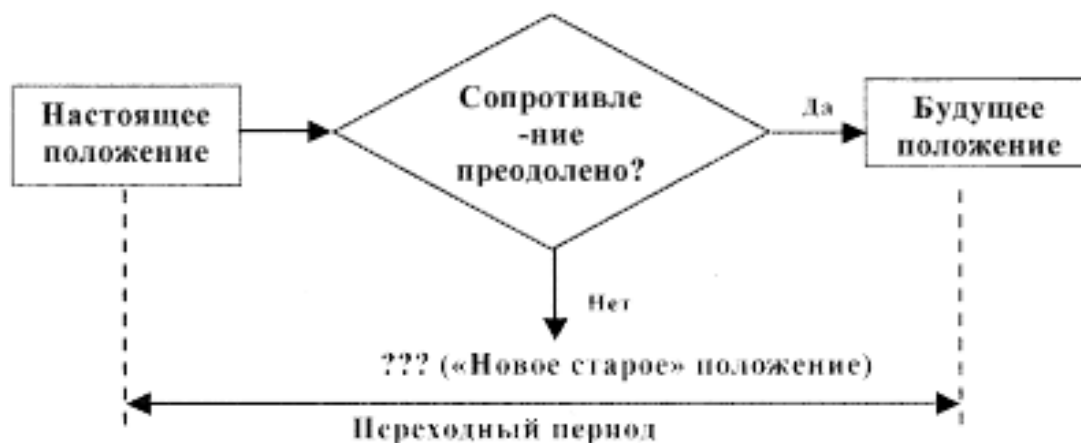 Настоящее
положение
Сопротивле
-ние
преодолено?
Да
Будущее
положение
Нет
??? («Новое старое» положение)
Переходный период